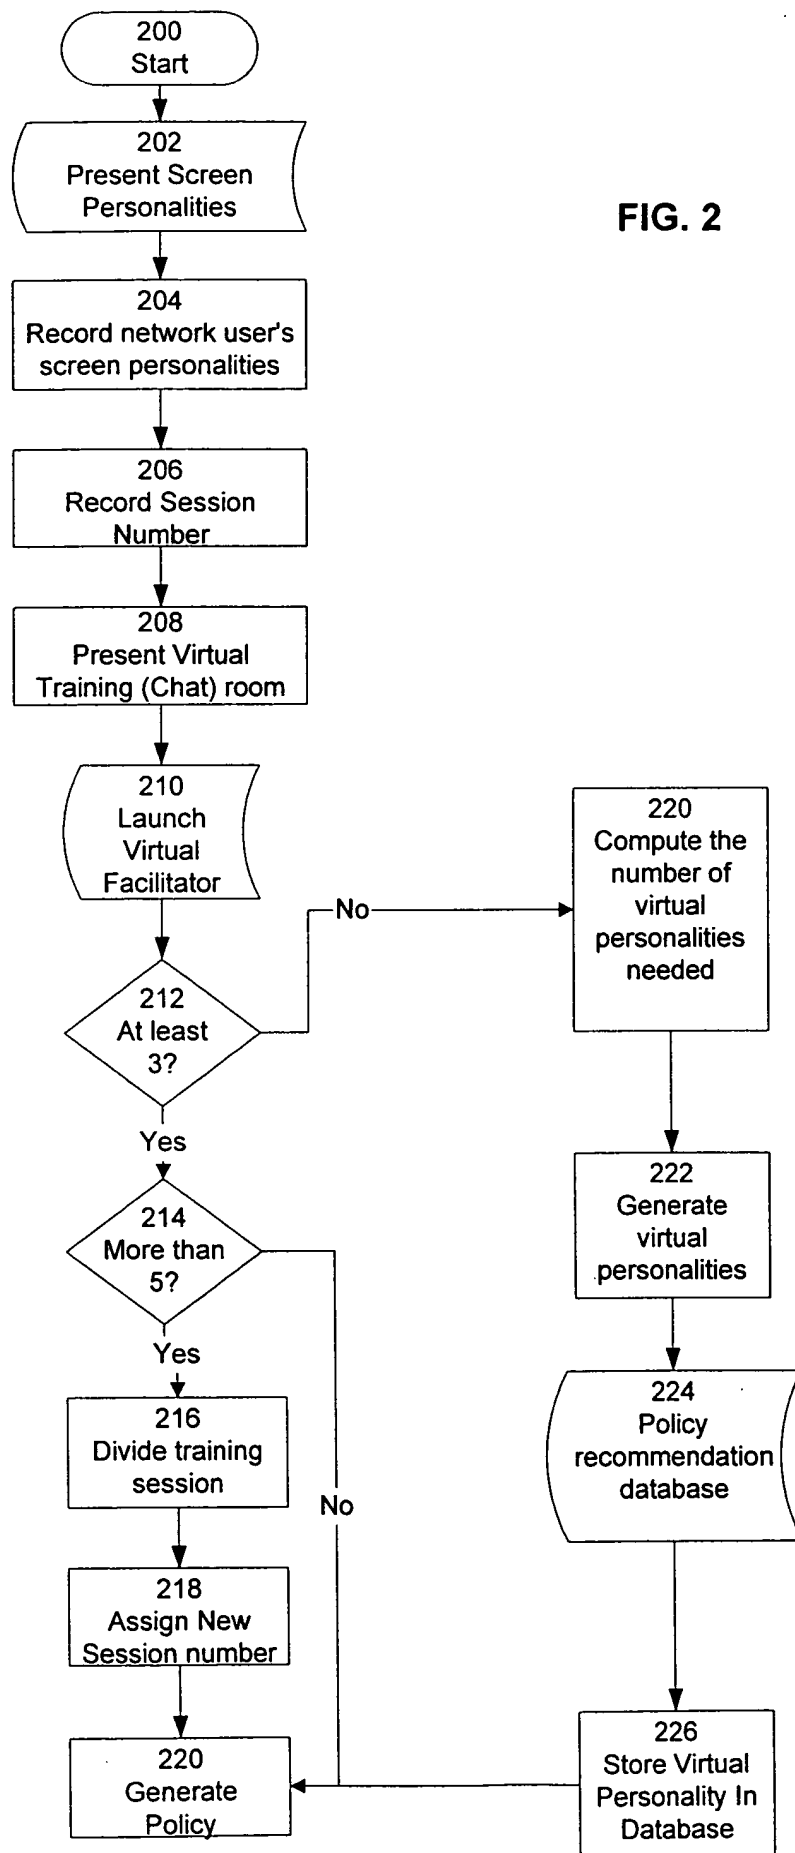 200
Start
202
Present Screen
Personalities
FIG. 2
204
Record network user's
screen personalities
206
Record Session
Number
208
Present Virtual
Training (Chat) room
210
Launch
Virtual
Facilitator
No
212
At least
3?
Yes
214
More than
5?
Yes
216
Divide training
session
No
218
Assign New
Session number
220
Generate
Policy
220
Compute the
number of
virtual
personalities
needed
222
Generate
virtual
personalities
224
Policy
recommendation
database
226
Store Virtual
Personality In
Database